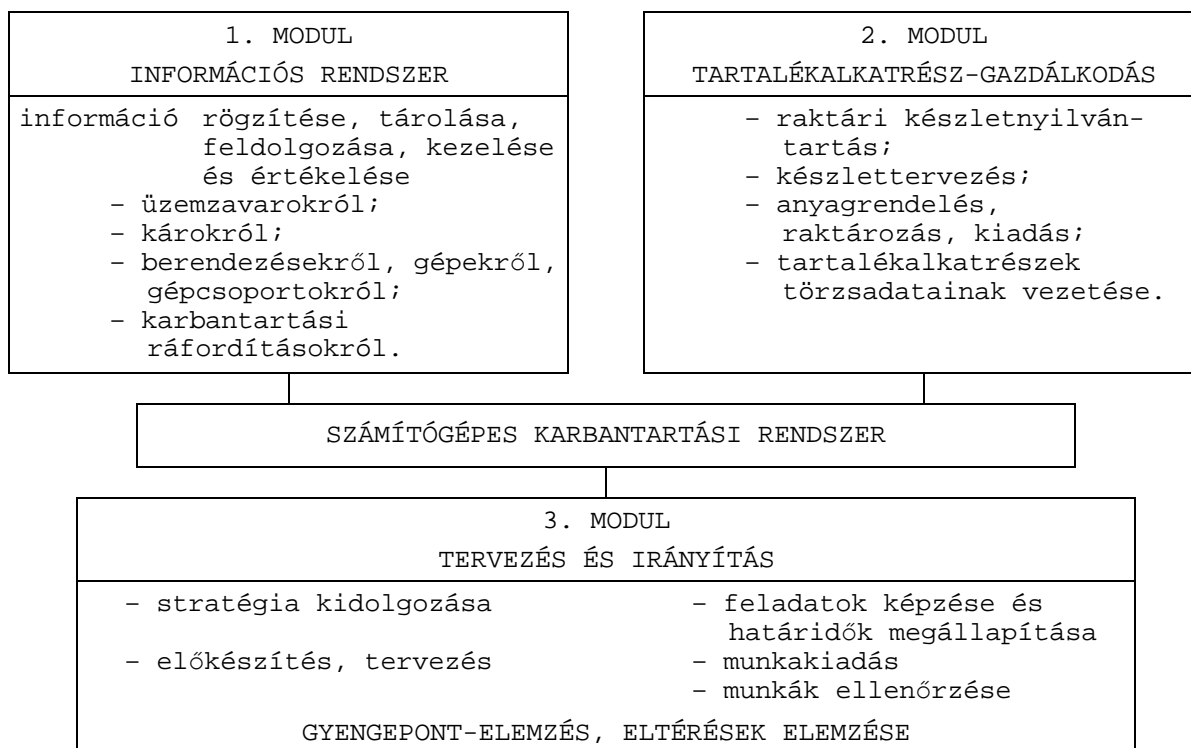 1. MODUL
INFORMÁCIÓS RENDSZER
információ rögzítése, tárolása,
feldolgozása, kezelése
és értékelése
– üzemzavarokról;
– károkról;
– berendezésekről, gépekről,
gépcsoportokról;
– karbantartási
ráfordításokról.
2. MODUL
TARTALÉKALKATRÉSZ-GAZDÁLKODÁS
– raktári készletnyilván-
tartás;
– készlettervezés;
– anyagrendelés,
raktározás, kiadás;
– tartalékalkatrészek
törzsadatainak vezetése.
SZÁMÍTÓGÉPES KARBANTARTÁSI RENDSZER
3. MODUL
TERVEZÉS ÉS IRÁNYÍTÁS
– stratégia kidolgozása
– előkészítés, tervezés
– feladatok képzése és
határidők megállapítása
– munkakiadás
– munkák ellenőrzése
GYENGEPONT-ELEMZÉS, ELTÉRÉSEK ELEMZÉSE